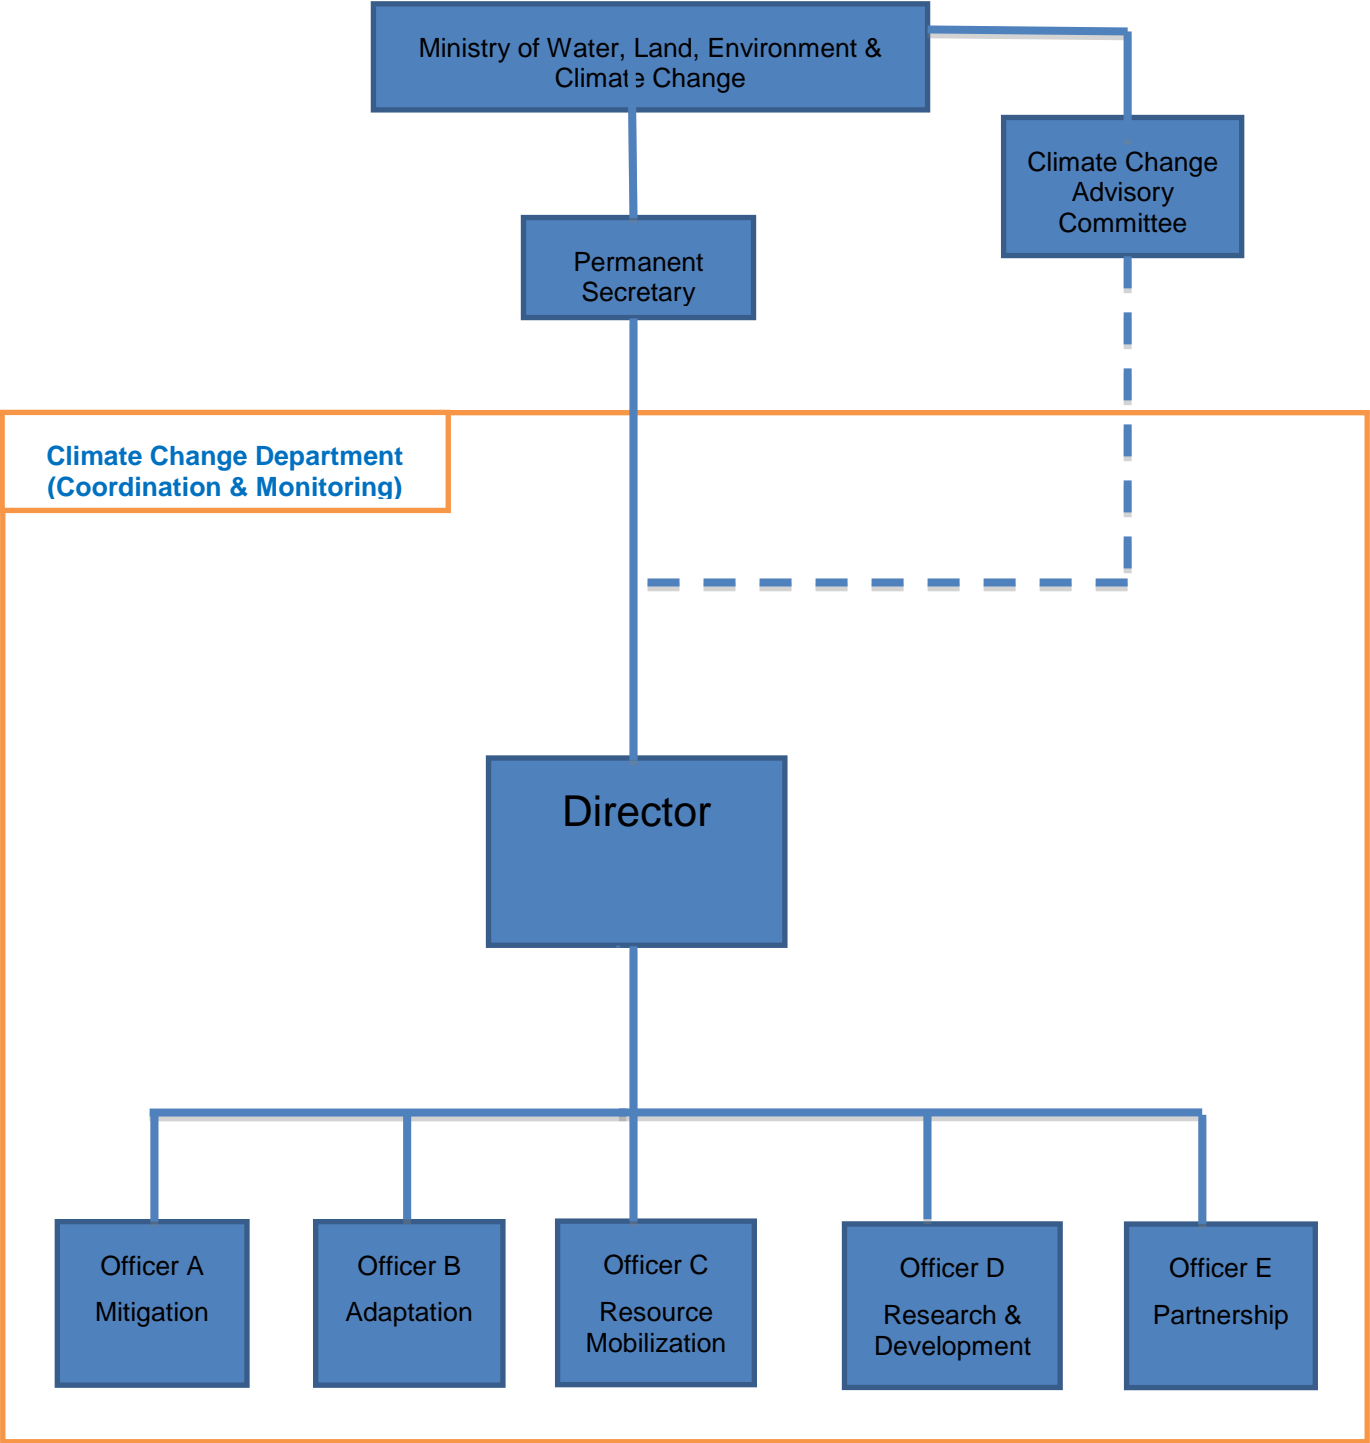 Ministry of Water, Land, Environment &
Climate Change
Climate Change
Advisory
Committee
Permanent
Secretary
Climate Change Department
(Coordination & Monitoring)
Director
Officer A
Mitigation
Officer B
Adaptation
Officer C
Resource
Mobilization
Officer D
Research &
Development
Officer E
Partnership